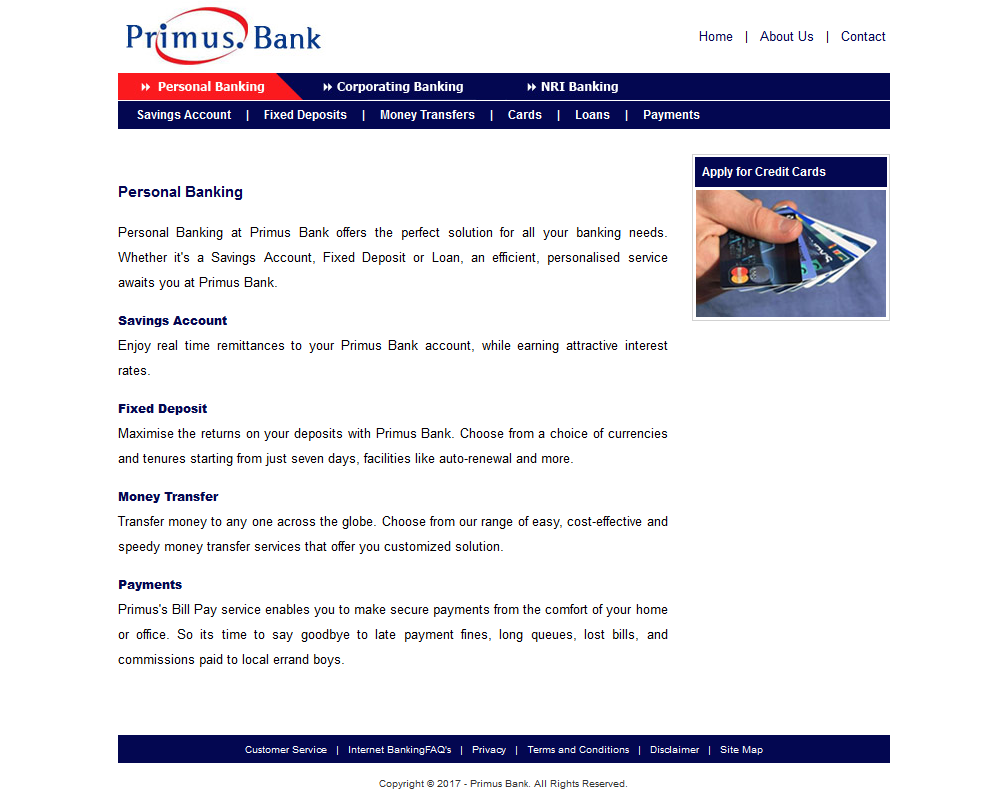 Primus. Bank
Home | About Us | Contact
Personal Banking Corporating Banking NRI Banking
Savings Account | Fixed Deposits | Money Transfers | Cards | Loans | Payments
Apply for Credit Cards
Personal Banking
Personal Banking at Primus Bank offers the perfect solution for all your banking needs.
Whether it's a Savings Account, Fixed Deposit or Loan, an efficient, personalised service
awaits you at Primus Bank.
Savings Account
Enjoy real time remittances to your Primus Bank account, while earning attractive interest
rates.
Fixed Deposit
Maximise the returns on your deposits with Primus Bank. Choose from a choice of currencies
and tenures starting from just seven days, facilities like auto-renewal and more.
Money Transfer
Transfer money to any one across the globe. Choose from our range of easy, cost-effective and
speedy money transfer services that offer you customized solution.
Payments
Primus's Bill Pay service enables you to make secure payments from the comfort of your home
or office. So its time to say goodbye to late payment fines, long queues, lost bills, and
commissions paid to local errand boys.
Customer Service | Internet BankingFAQ's | Privacy | Terms and Conditions | Disclaimer | Site Map
Copyright © 2017 - Primus Bank. All Rights Reserved.